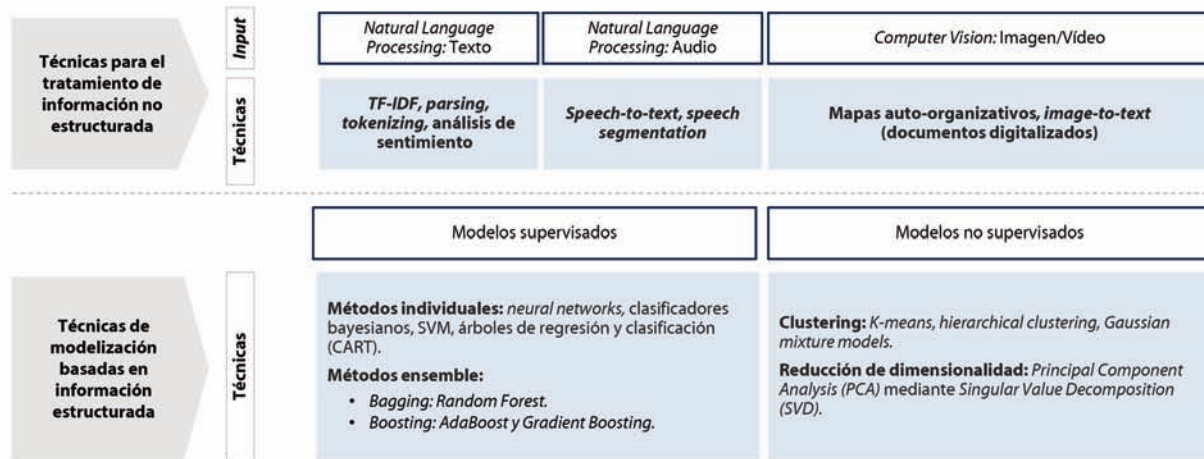 Técnicas para el
tratamiento de
información no
estructurada
Input
Natural Language
Processing: Texto
Natural Language
Processing: Audio
Computer Vision: Imagen/Vídeo
Técnicas
TF-IDF, parsing,
tokenizing, análisis de
sentimiento
Speech-to-text, speech
segmentation
Mapas auto-organizativos, image-to-text
(documentos digitalizados)
Modelos supervisados
Modelos no supervisados
Técnicas de
modelización
basadas en
información
estructurada
Técnicas
Métodos individuales: neural networks, clasificadores
bayesianos, SVM, árboles de regresión y clasificación
(CART).
Métodos ensemble:
• Bagging: Random Forest.
• Boosting: AdaBoost y Gradient Boosting.
Clustering: K-means, hierarchical clustering, Gaussian
mixture models.
Reducción de dimensionalidad: Principal Component
Analysis (PCA) mediante Singular Value Decomposition
(SVD).